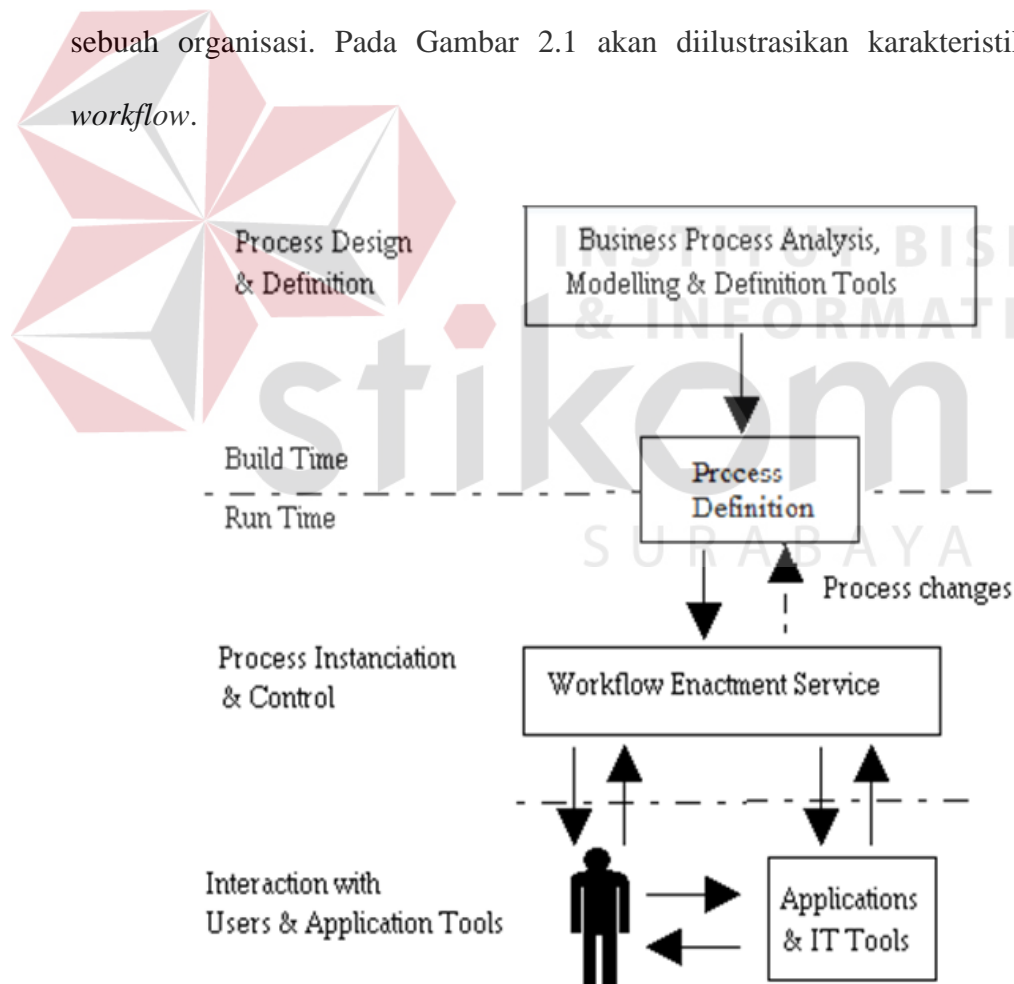 sebuah organisasi. Pada Gambar 2.1 akan diilustrasikan karakteristik
workflow.
Process Design
& Definition
Business Process Analysis,
Modelling & Definition Tools
INSTITUT BISNIS
& INFORMATI
stikom
SURABAYA
Build Time
Run Time
Process
Definition
Process changes
Process Instanciation
& Control
Workflow Enactment Service
Interaction with
Users & Application Tools
Applications
& IT Tools